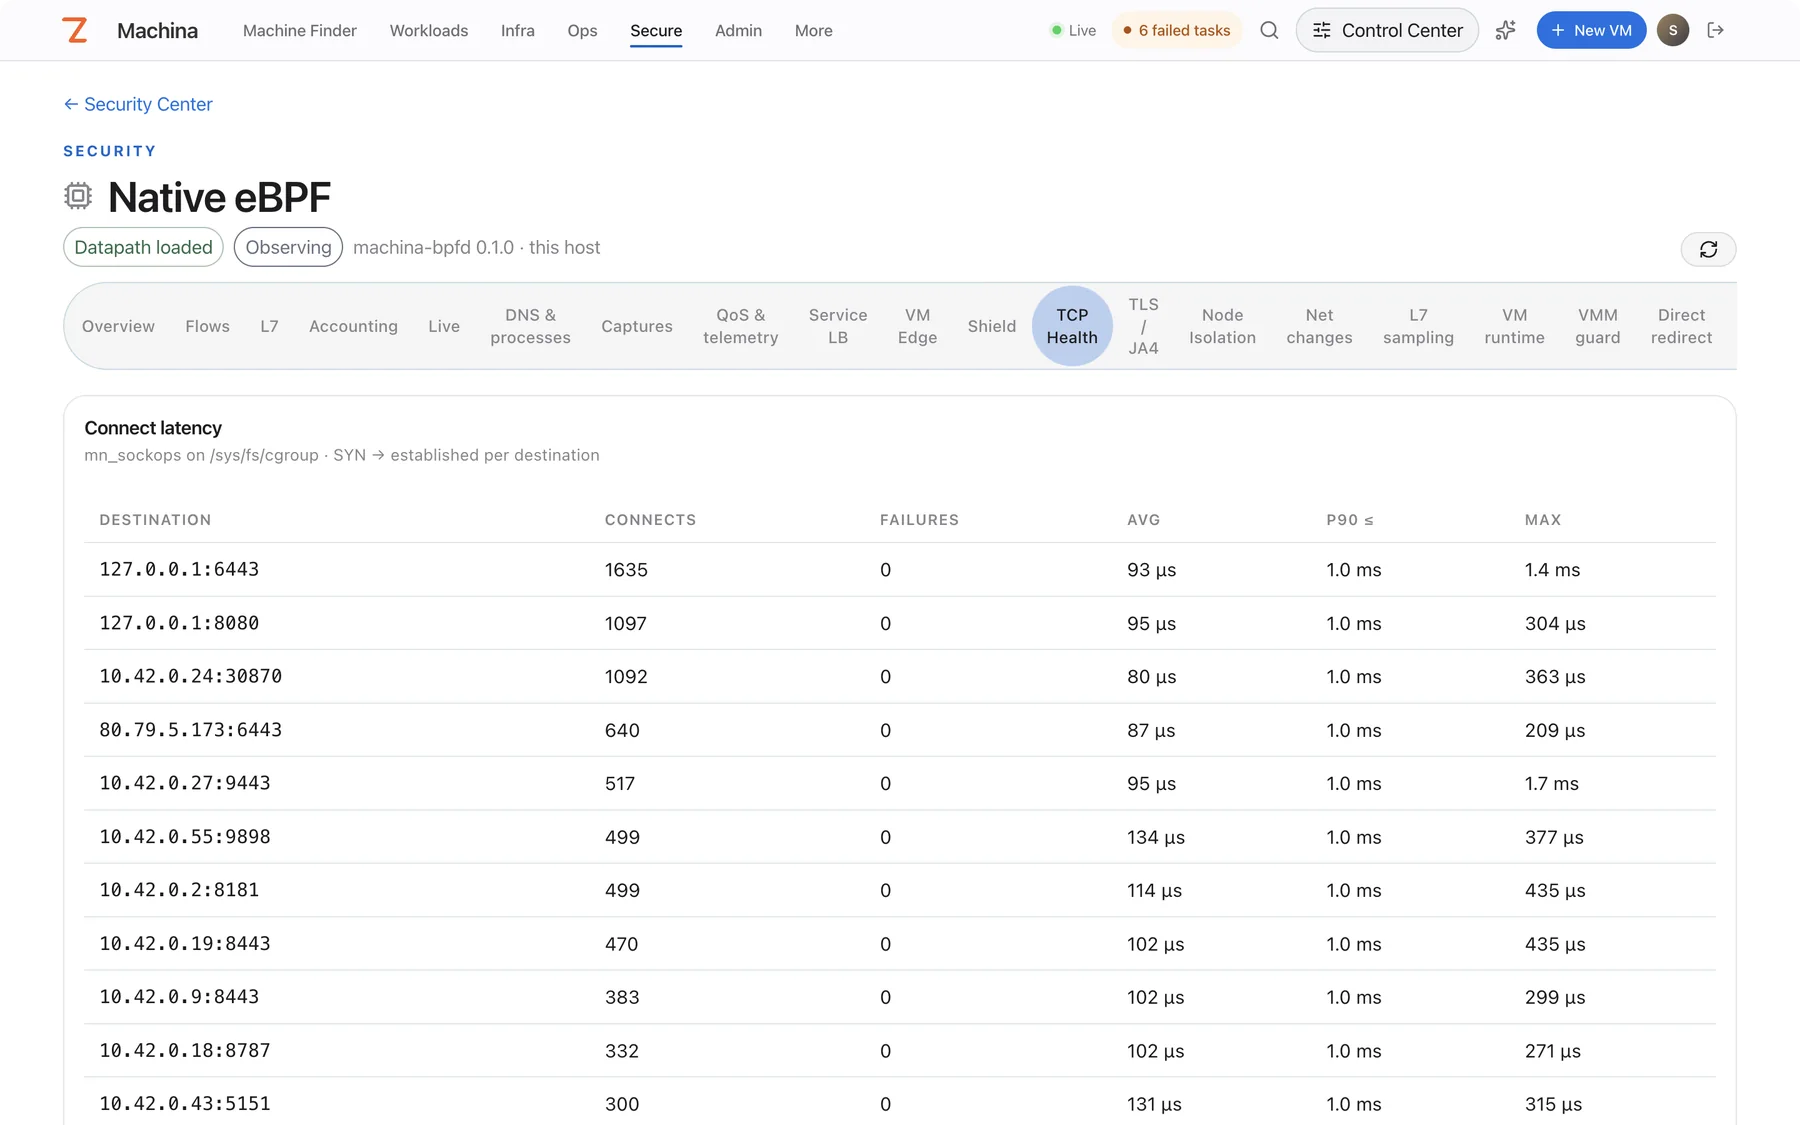 Machina
Machine Finder
Workloads
Infra
Ops
Secure
Admin
More
Live
6 failed tasks
Control Center
+ New VM
S
← Security Center
SECURITY
Native eBPF
Datapath loaded
Observing
machina-bpfd 0.1.0 · this host
Overview
Flows
L7
Accounting
Live
DNS &
processes
Captures
QoS &
telemetry
Service
LB
VM
Edge
Shield
TCP
Health
TLS
/
JA4
Node
Isolation
Net
changes
L7
sampling
VM
runtime
VMM
guard
Direct
redirect
Connect latency
mn_sockops on /sys/fs/cgroup · SYN → established per destination
DESTINATION CONNECTS FAILURES AVG P90 ≤ MAX
127.0.0.1:6443 1635 0 93 µs 1.0 ms 1.4 ms
127.0.0.1:8080 1097 0 95 µs 1.0 ms 304 µs
10.42.0.24:30870 1092 0 80 µs 1.0 ms 363 µs
80.79.5.173:6443 640 0 87 µs 1.0 ms 209 µs
10.42.0.27:9443 517 0 95 µs 1.0 ms 1.7 ms
10.42.0.55:9898 499 0 134 µs 1.0 ms 377 µs
10.42.0.2:8181 499 0 114 µs 1.0 ms 435 µs
10.42.0.19:8443 470 0 102 µs 1.0 ms 435 µs
10.42.0.9:8443 383 0 102 µs 1.0 ms 299 µs
10.42.0.18:8787 332 0 102 µs 1.0 ms 271 µs
10.42.0.43:5151 300 0 131 µs 1.0 ms 315 µs